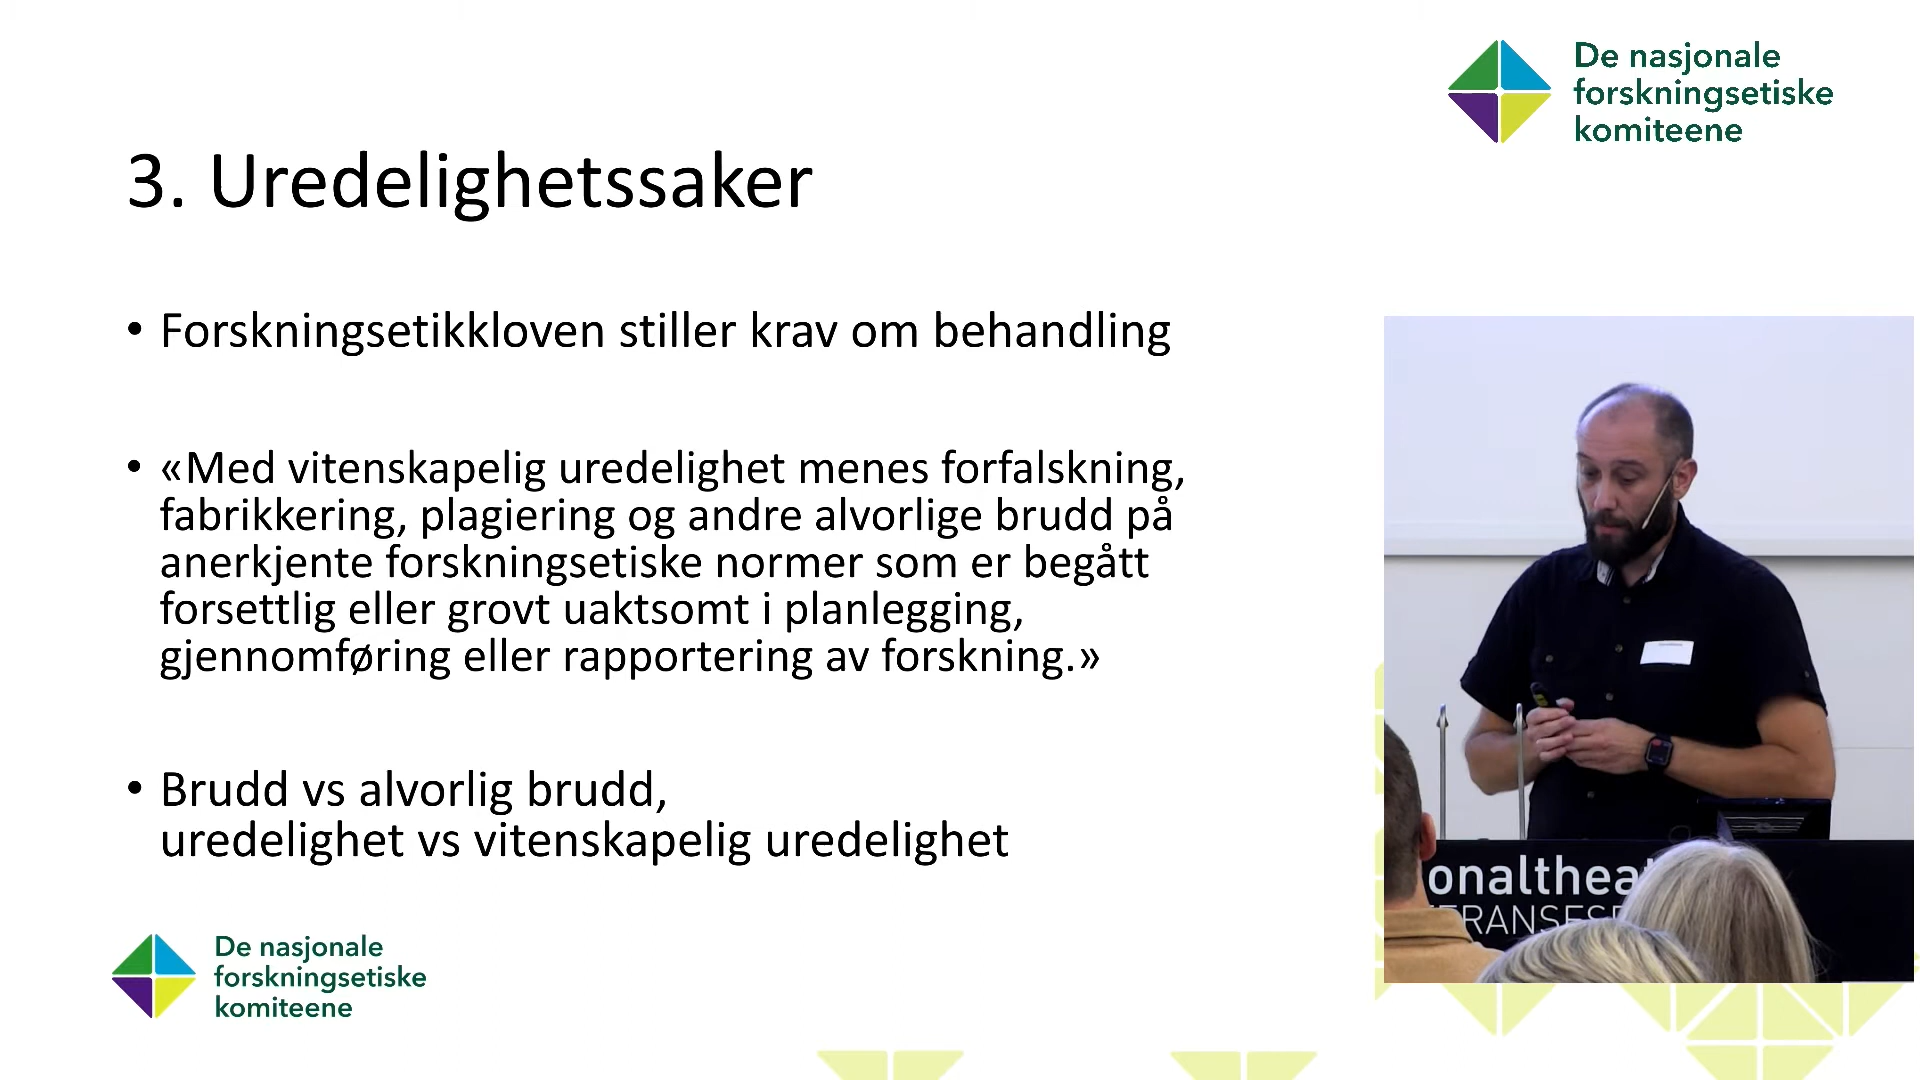 De nasjonale
forskningsetiske
komiteene
3. Uredelighetssaker
• Forskningsetikkloven stiller krav om behandling
• «Med vitenskapelig uredelighet menes forfalskning,
fabrikkering, plagiering og andre alvorlige brudd på
anerkjente forskningsetiske normer som er begått
forsettlig eller grovt uaktsomt i planlegging,
gjennomføring eller rapportering av forskning.»
• Brudd vs alvorlig brudd,
uredelighet vs vitenskapelig uredelighet
onalthea
De nasjonale
forskningsetiske
komiteene